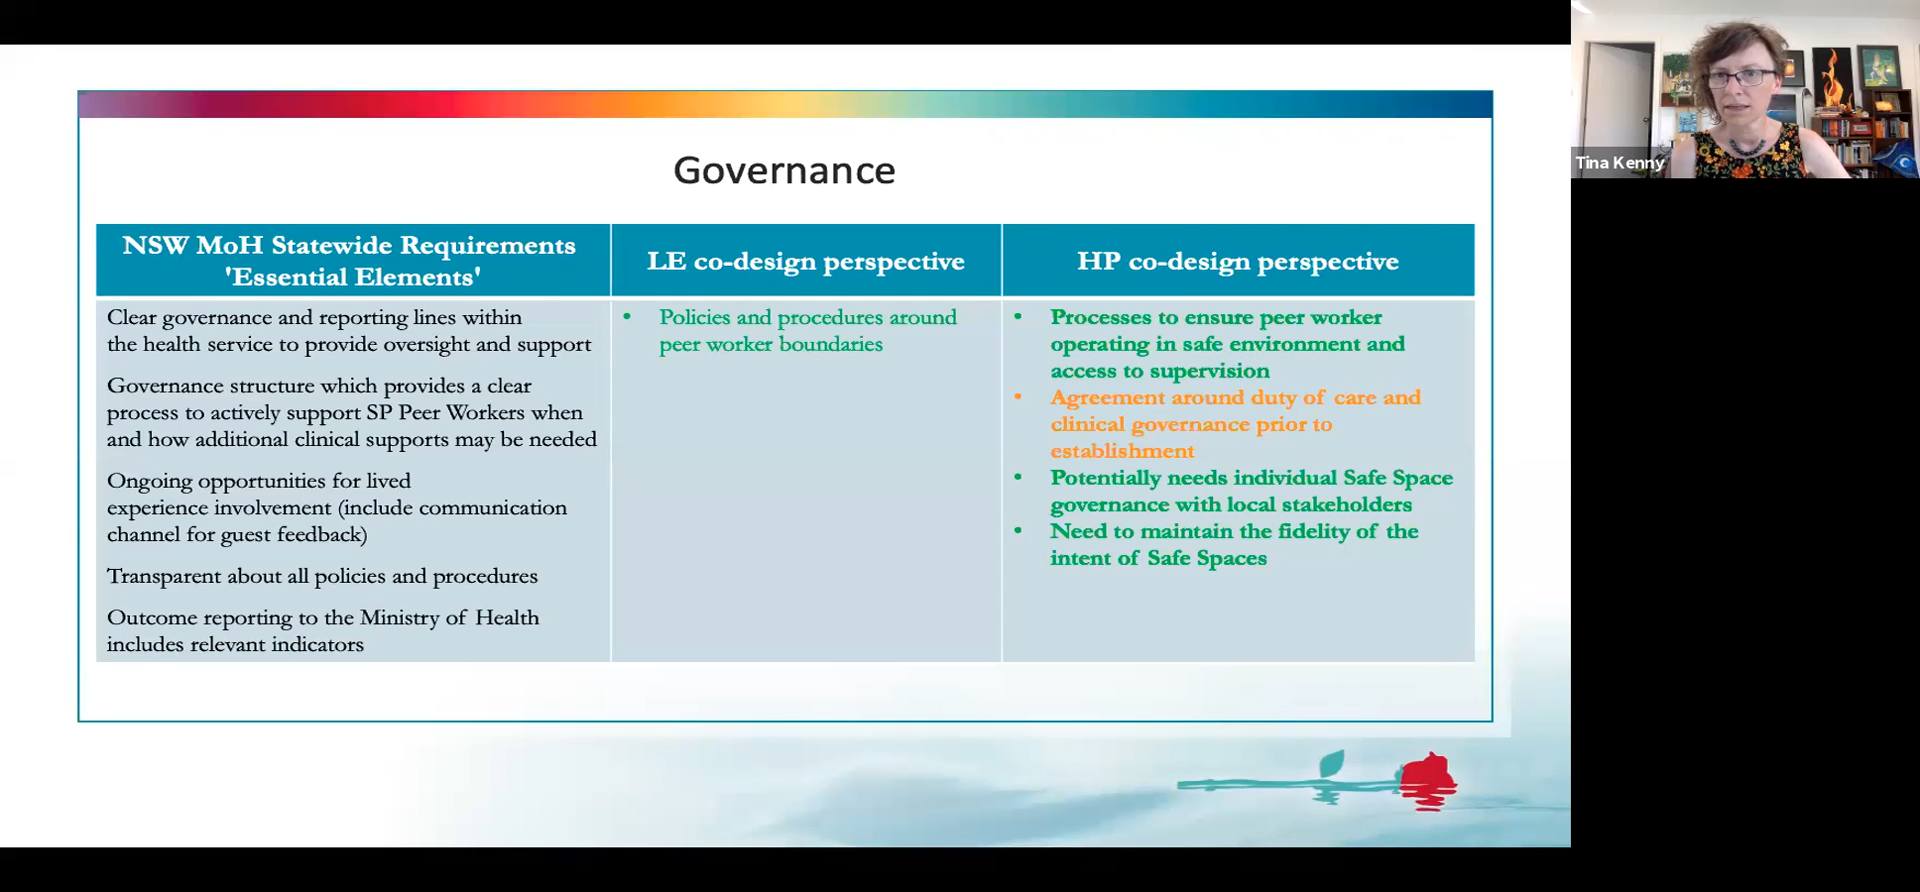 Governance
NSW MoH Statewide Requirements
'Essential Elements'
LE co-design perspective
HP co-design perspective
Clear governance and reporting lines within
the health service to provide oversight and support
Governance structure which provides a clear
process to actively support SP Peer Workers when
and how additional clinical supports may be needed
Ongoing opportunities for lived
experience involvement (include communication
channel for guest feedback)
Transparent about all policies and procedures
Outcome reporting to the Ministry of Health
includes relevant indicators
• Policies and procedures around
peer worker boundaries
• Processes to ensure peer worker
operating in safe environment and
access to supervision
• Agreement around duty of care and
clinical governance prior to
establishment
• Potentially needs individual Safe Space
governance with local stakeholders
• Need to maintain the fidelity of the
intent of Safe Spaces
Tina Kenny